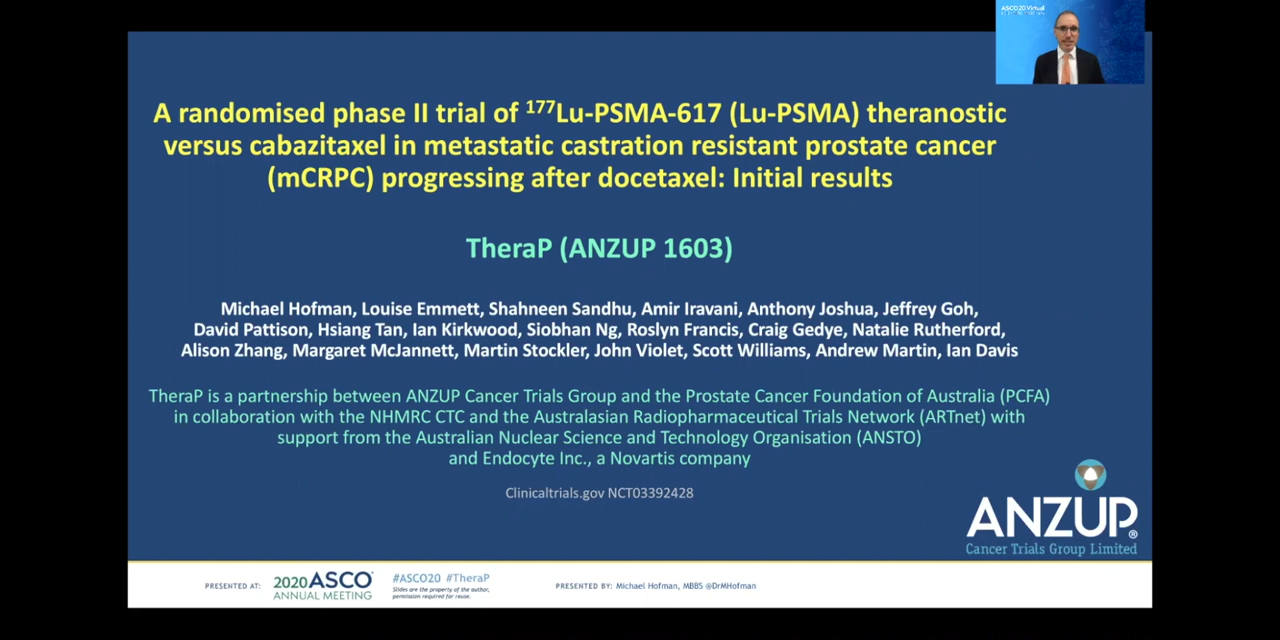 ASCO20 Virtual
A randomised phase II trial of ¹⁷⁷Lu-PSMA-617 (Lu-PSMA) theranostic
versus cabazitaxel in metastatic castration resistant prostate cancer
(mCRPC) progressing after docetaxel: Initial results
TheraP (ANZUP 1603)
Michael Hofman, Louise Emmett, Shahneen Sandhu, Amir Iravani, Anthony Joshua, Jeffrey Goh,
David Pattison, Hsiang Tan, Ian Kirkwood, Siobhan Ng, Roslyn Francis, Craig Gedye, Natalie Rutherford,
Alison Zhang, Margaret McJannett, Martin Stockler, John Violet, Scott Williams, Andrew Martin, Ian Davis
TheraP is a partnership between ANZUP Cancer Trials Group and the Prostate Cancer Foundation of Australia (PCFA)
in collaboration with the NHMRC CTC and the Australasian Radiopharmaceutical Trials Network (ARTnet) with
support from the Australian Nuclear Science and Technology Organisation (ANSTO)
and Endocyte Inc., a Novartis company
Clinicaltrials.gov NCT03392428
ANZUP®
Cancer Trials Group Limited
PRESENTED AT:
2020 ASCO®
ANNUAL MEETING
#ASCO20 #TheraP
Slides are the property of the author,
permission required for reuse.
PRESENTED BY: Michael Hofman, MBBS @DrMHofman